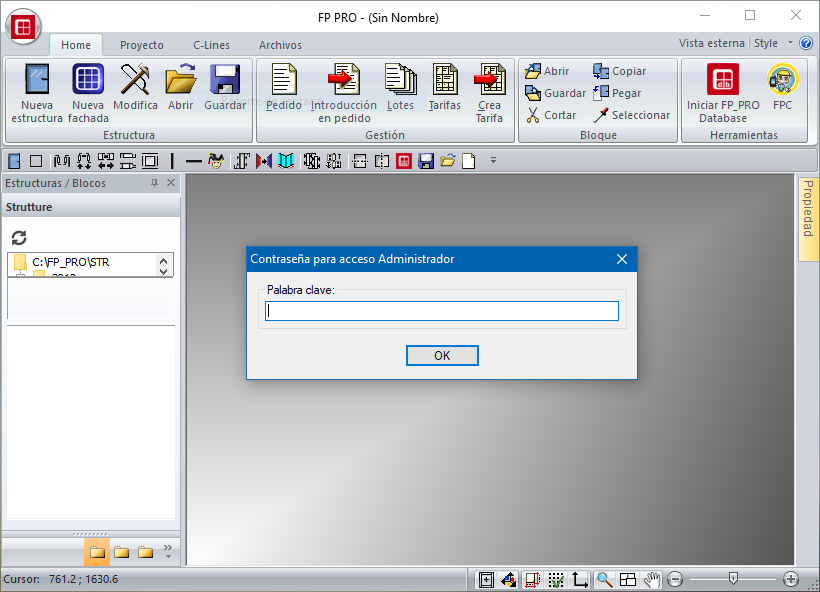 FP PRO - (Sin Nombre)
Home
Proyecto
C-Lines
Archivos
Vista esterna
Style
Nueva
estructura
Nueva
fachada
Modifica
Abrir
Guardar
Estructura
Pedido
Introducción
en pedido
Lotes
Tarifas
Crea
Tarifa
Gestión
Abrir
Guardar
Cortar
Copiar
Pegar
Seleccionar
Bloque
Iniciar FP_PRO
Database
FPC
Herramientas
Estructuras / Blocos
Strutture
C:\FP_PRO\STR
Propiedad
Contraseña para acceso Administrador
Palabra clave:
OK
Cursor: 761.2 ; 1630.6